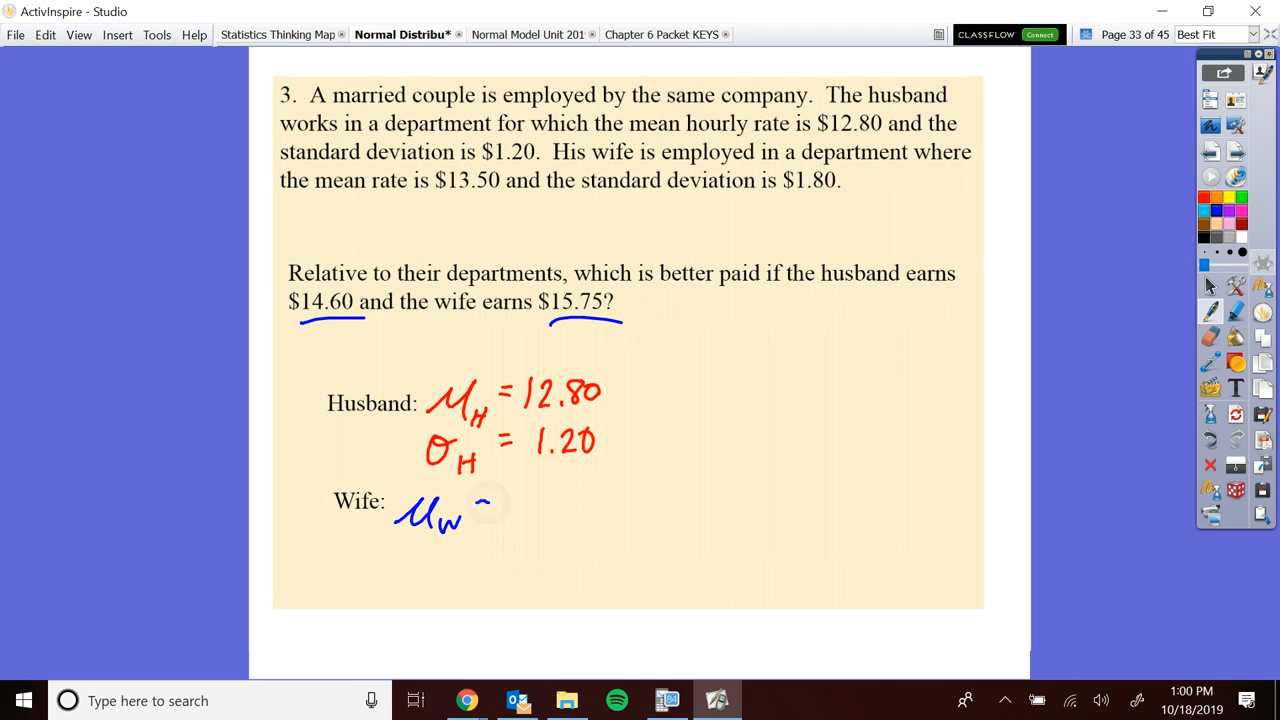 ActivInspire - Studio
File Edit View Insert Tools Help Statistics Thinking Map Normal Distribu* Normal Model Unit 201 Chapter 6 Packet KEYS CLASSFLOW Connect Page 33 of 45 Best Fit
3. A married couple is employed by the same company. The husband
works in a department for which the mean hourly rate is $12.80 and the
standard deviation is $1.20. His wife is employed in a department where
the mean rate is $13.50 and the standard deviation is $1.80.
Relative to their departments, which is better paid if the husband earns
$14.60 and the wife earns $15.75?
Husband: μH = 12.80
σH = 1.20
Wife: μW -
Type here to search
1:00 PM
10/18/2019